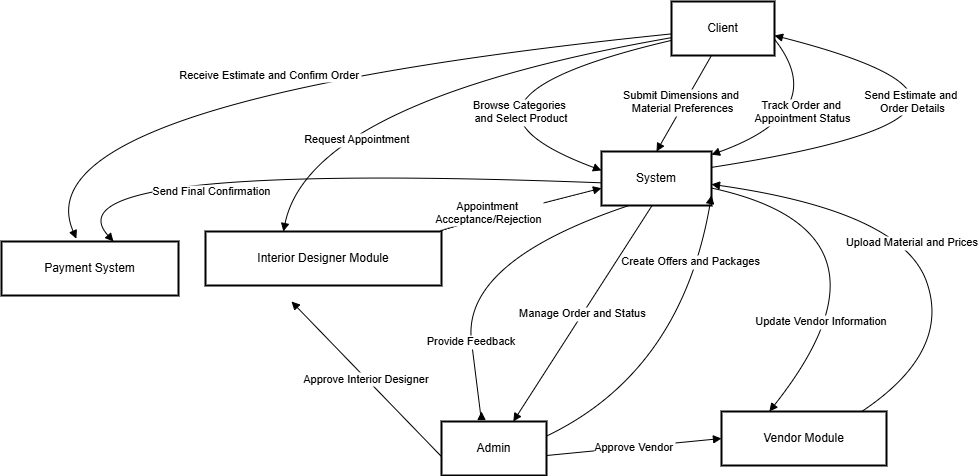 Client
Receive Estimate and Confirm Order
Browse Categories
and Select Product
Submit Dimensions and
Material Preferences
Track Order and
Appointment Status
Send Estimate and
Order Details
Request Appointment
System
Send Final Confirmation
Appointment
Acceptance/Rejection
Payment System
Interior Designer Module
Create Offers and Packages
Upload Material and Prices
Manage Order and Status
Update Vendor Information
Provide Feedback
Approve Interior Designer
Admin
Approve Vendor
Vendor Module